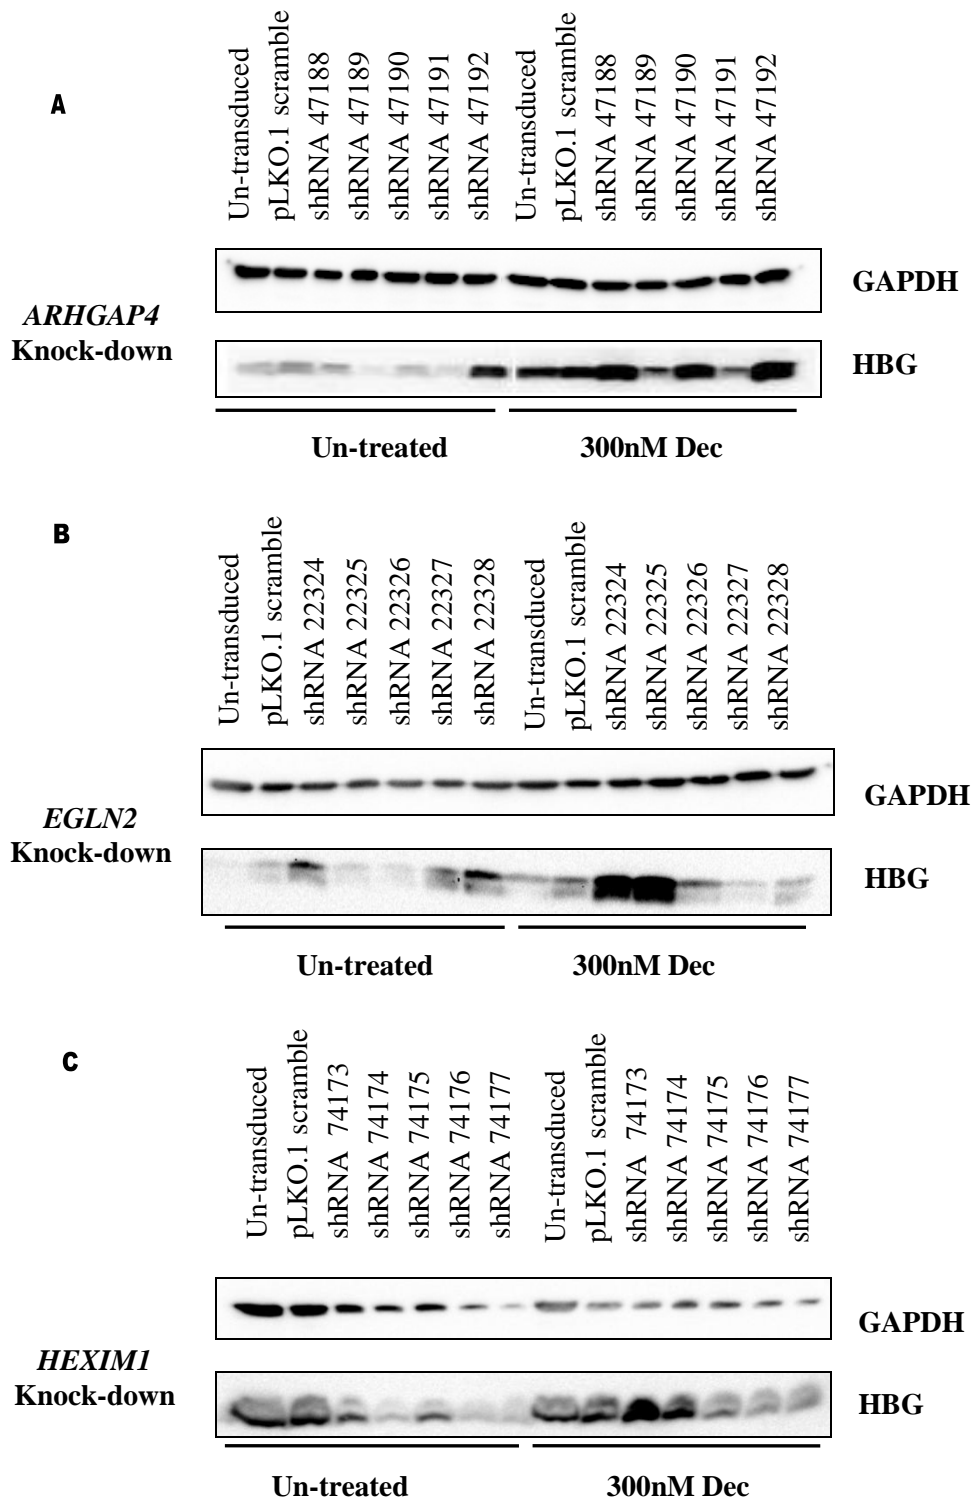 A
Un-transduced
pLKO.1 scramble
shRNA 47188
shRNA 47189
shRNA 47190
shRNA 47191
shRNA 47192
Un-transduced
pLKO.1 scramble
shRNA 47188
shRNA 47189
shRNA 47190
shRNA 47191
shRNA 47192
GAPDH
ARHGAP4
Knock-down
HBG
Un-treated
300nM Dec
B
Un-transduced
pLKO.1 scramble
shRNA 22324
shRNA 22325
shRNA 22326
shRNA 22327
shRNA 22328
Un-transduced
pLKO.1 scramble
shRNA 22324
shRNA 22325
shRNA 22326
shRNA 22327
shRNA 22328
GAPDH
EGLN2
Knock-down
HBG
Un-treated
300nM Dec
C
Un-transduced
pLKO.1 scramble
shRNA 74173
shRNA 74174
shRNA 74175
shRNA 74176
shRNA 74177
Un-transduced
pLKO.1 scramble
shRNA 74173
shRNA 74174
shRNA 74175
shRNA 74176
shRNA 74177
GAPDH
HEXIM1
Knock-down
HBG
Un-treated
300nM Dec